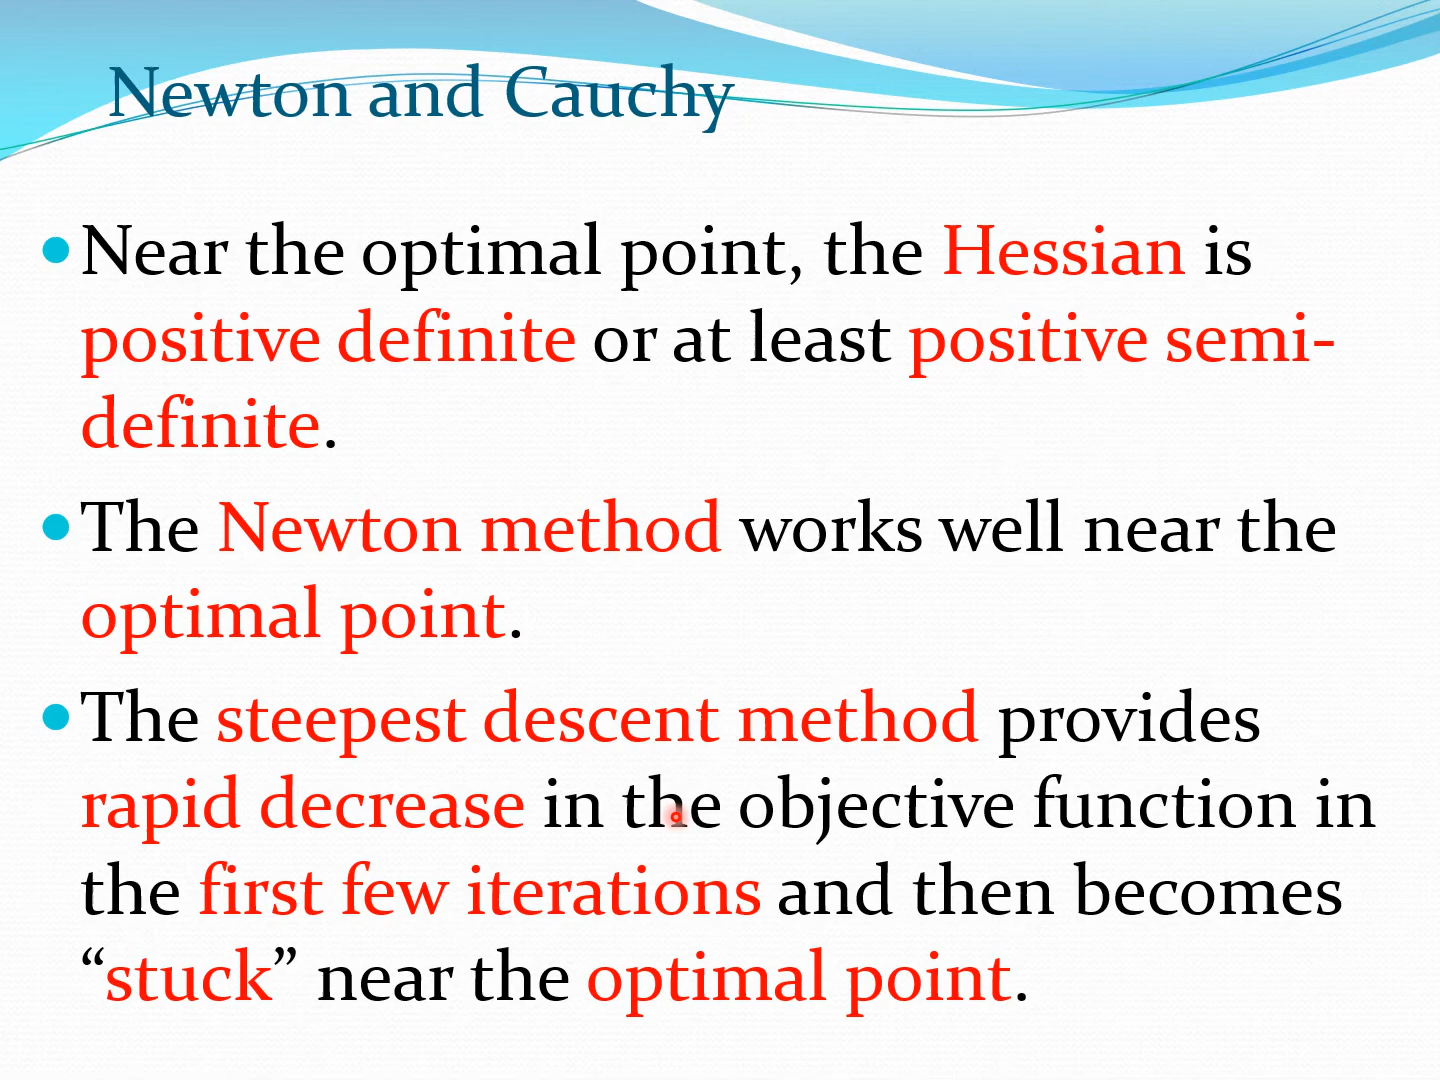 Newton and Cauchy
Near the optimal point, the Hessian is
positive definite or at least positive semi-
definite.
The Newton method works well near the
optimal point.
The steepest descent method provides
rapid decrease in the objective function in
the first few iterations and then becomes
“stuck” near the optimal point.